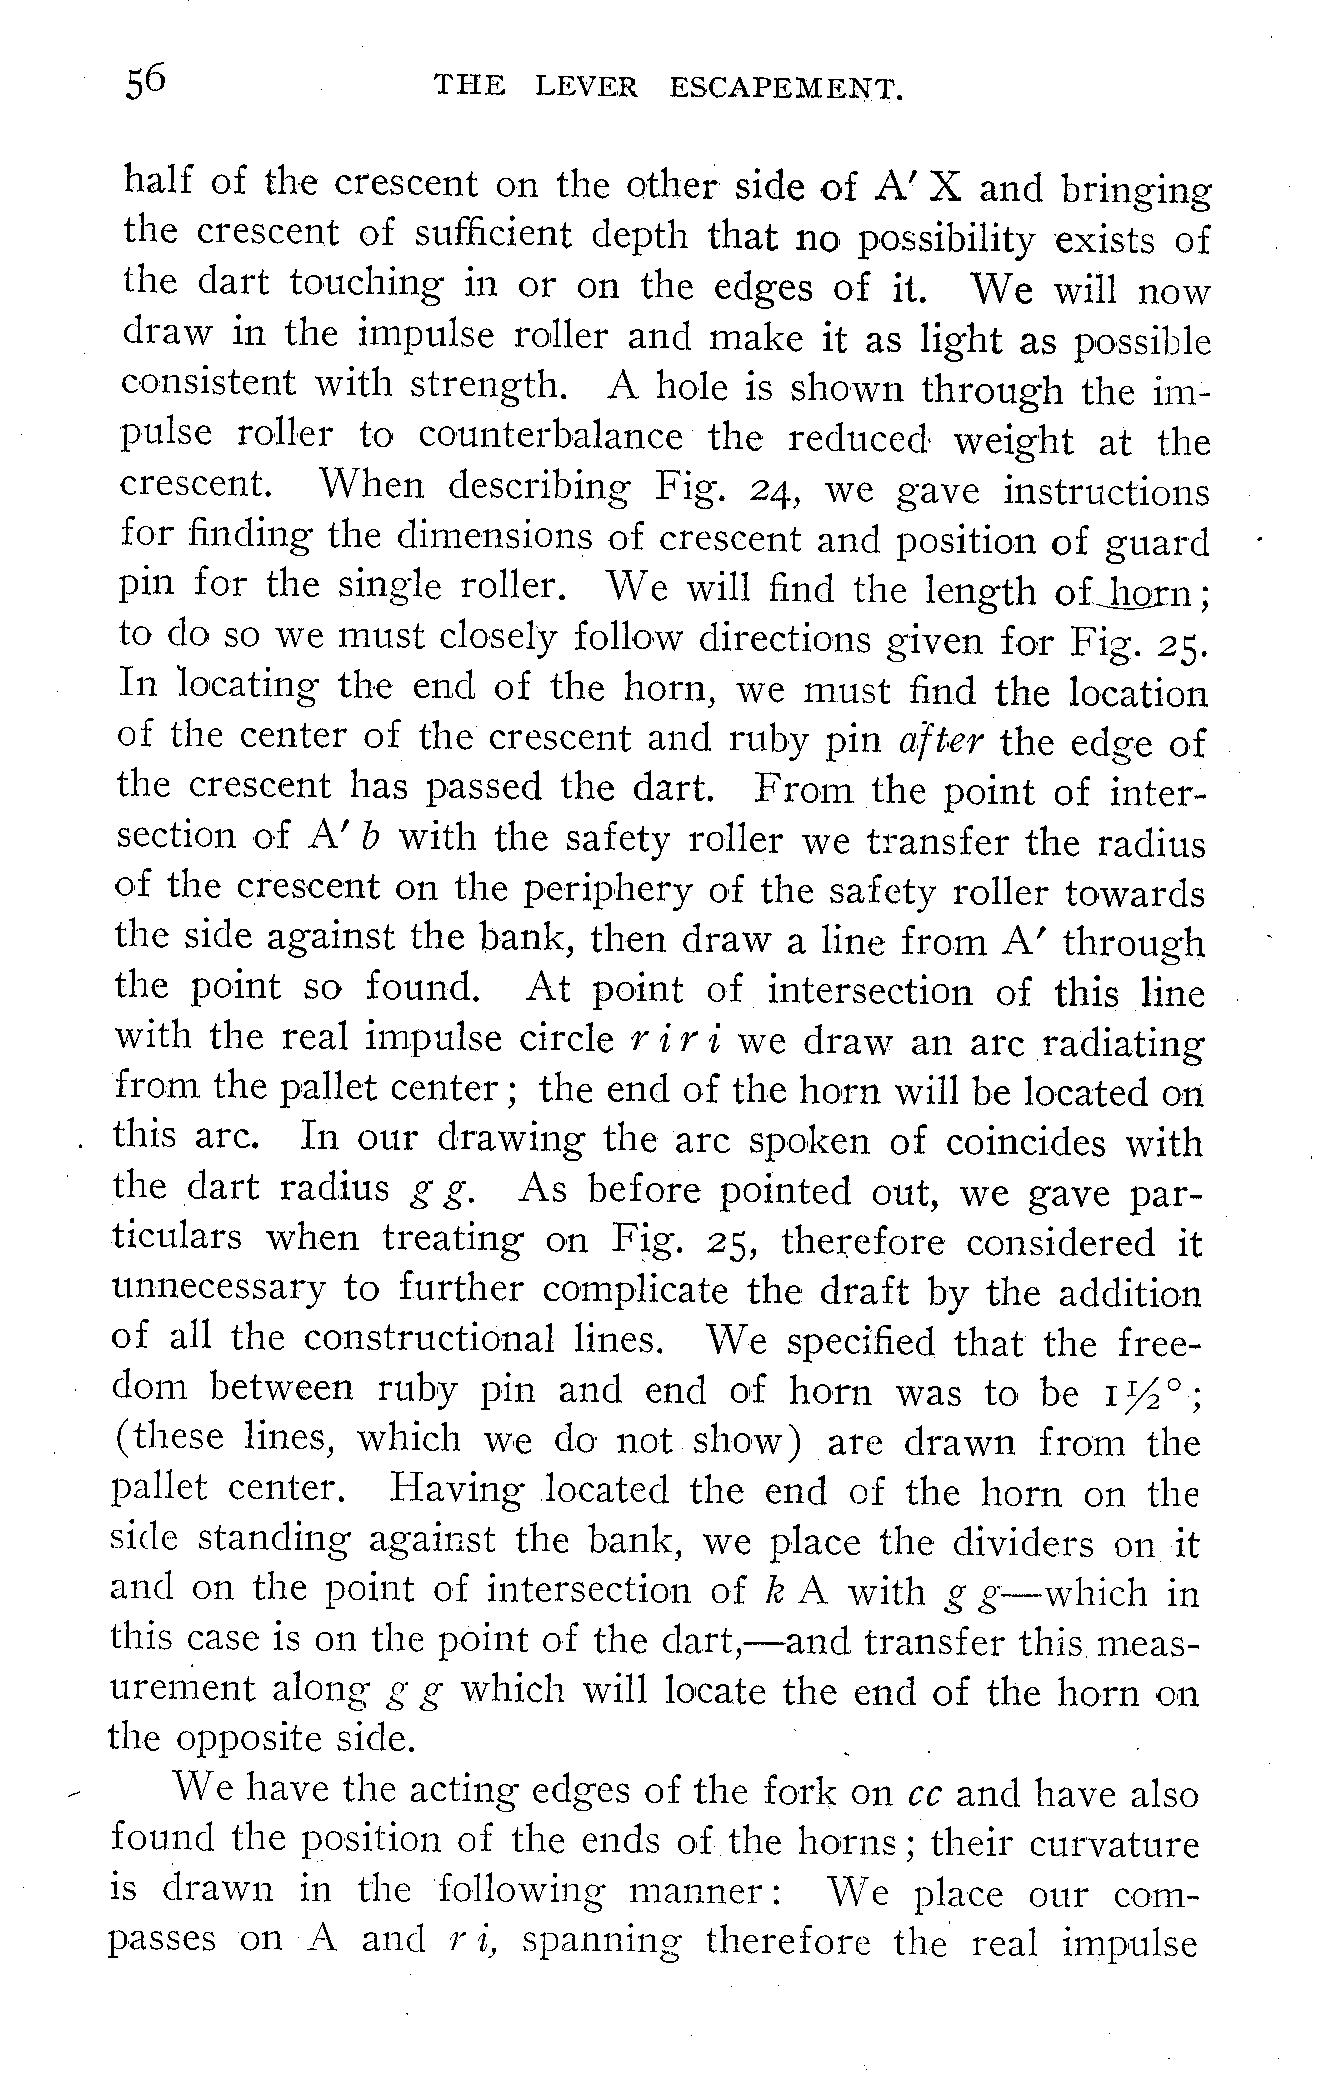 56 THE LEVER ESCAPEMENT.
half of the crescent on the other side of A′ X and bringing
the crescent of sufficient depth that no possibility exists of
the dart touching in or on the edges of it. We will now
draw in the impulse roller and make it as light as possible
consistent with strength. A hole is shown through the im-
pulse roller to counterbalance the reduced weight at the
crescent. When describing Fig. 24, we gave instructions
for finding the dimensions of crescent and position of guard
pin for the single roller. We will find the length of horn;
to do so we must closely follow directions given for Fig. 25.
In locating the end of the horn, we must find the location
of the center of the crescent and ruby pin after the edge of
the crescent has passed the dart. From the point of inter-
section of A′ b with the safety roller we transfer the radius
of the crescent on the periphery of the safety roller towards
the side against the bank, then draw a line from A′ through
the point so found. At point of intersection of this line
with the real impulse circle r i r i we draw an arc radiating
from the pallet center; the end of the horn will be located on
this arc. In our drawing the arc spoken of coincides with
the dart radius g g. As before pointed out, we gave par-
ticulars when treating on Fig. 25, therefore considered it
unnecessary to further complicate the draft by the addition
of all the constructional lines. We specified that the free-
dom between ruby pin and end of horn was to be 1½°;
(these lines, which we do not show) are drawn from the
pallet center. Having located the end of the horn on the
side standing against the bank, we place the dividers on it
and on the point of intersection of k A with g g—which in
this case is on the point of the dart,—and transfer this meas-
urement along g g which will locate the end of the horn on
the opposite side.
We have the acting edges of the fork on cc and have also
found the position of the ends of the horns; their curvature
is drawn in the following manner: We place our com-
passes on A and r i, spanning therefore the real impulse